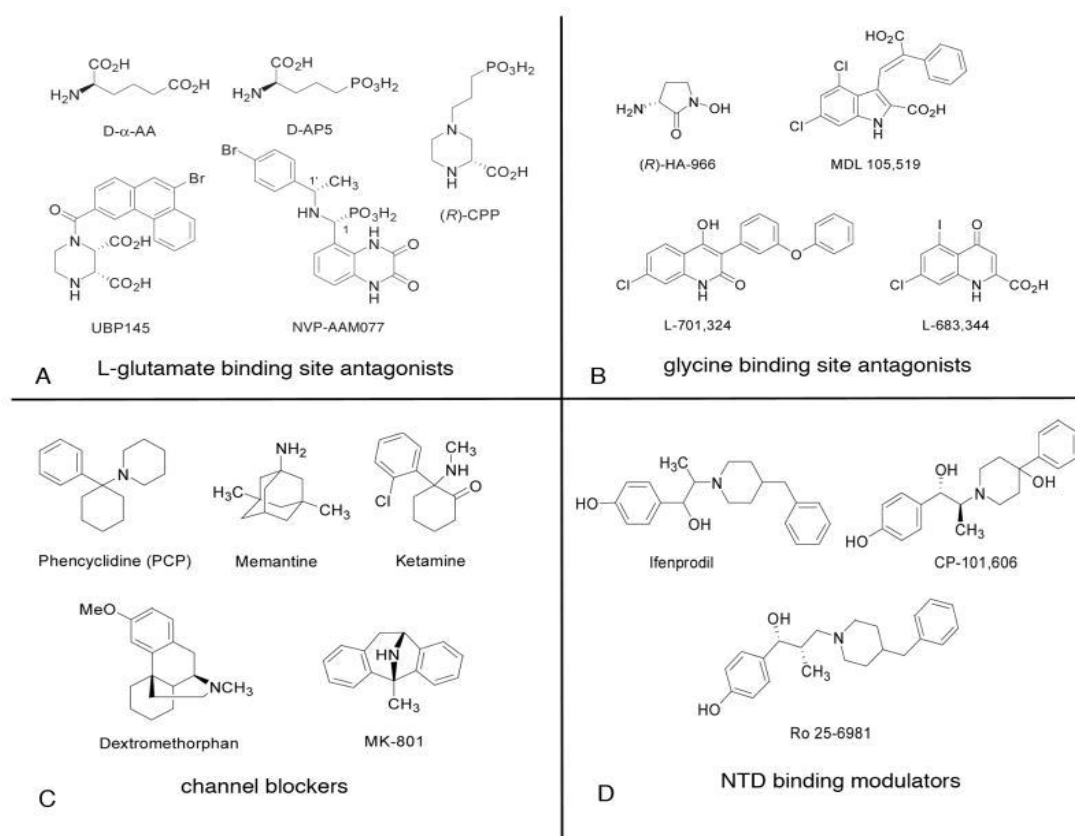 CO₂H
CO₂H
H₂N
D-α-AA
CO₂H
PO₃H₂
H₂N
D-AP5
PO₃H₂
N
N
H
CO₂H
(R)-CPP
Br
O
N
CO₂H
N
H
CO₂H
UBP145
Br
1'
CH₃
HN
PO₃H₂
1
H
N
O
N
H
O
NVP-AAM077
A
L-glutamate binding site antagonists
H₂N
N
OH
O
(R)-HA-966
HO₂C
Cl
Cl
N
H
CO₂H
MDL 105,519
OH
O
Cl
N
H
O
L-701,324
I
O
Cl
N
H
CO₂H
L-683,344
B
glycine binding site antagonists
N
Phencyclidine (PCP)
NH₂
H₃C
CH₃
Memantine
CH₃
NH
Cl
O
Ketamine
MeO
NCH₃
Dextromethorphan
HN
CH₃
MK-801
C
channel blockers
H₃C
N
HO
OH
Ifenprodil
OH
N
OH
CH₃
HO
CP-101,606
OH
N
CH₃
HO
Ro 25-6981
D
NTD binding modulators